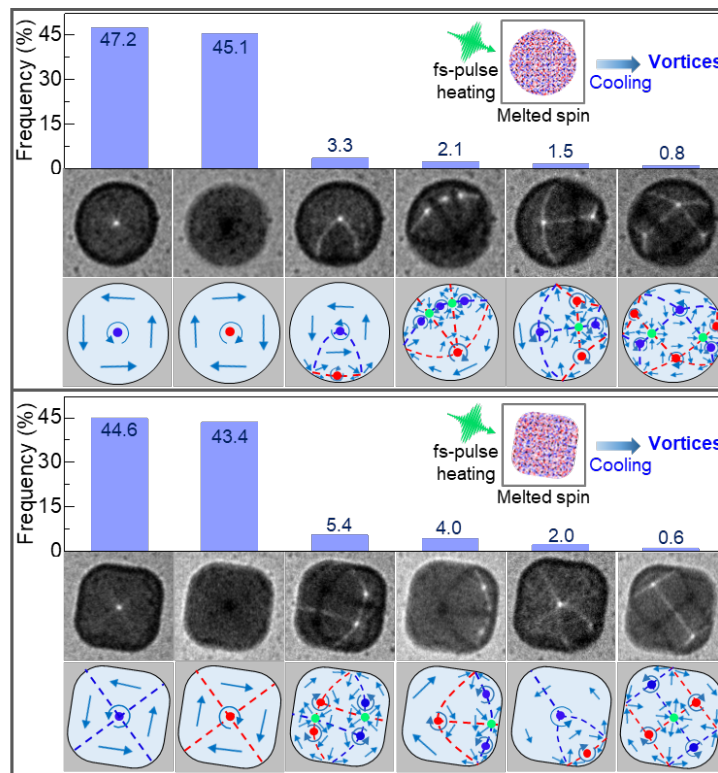 Frequency (%)
45
30
15
0
47.2
45.1
3.3
2.1
1.5
0.8
fs-pulse
heating
Melted spin
Cooling
Vortices
Frequency (%)
45
30
15
0
44.6
43.4
5.4
4.0
2.0
0.6
fs-pulse
heating
Melted spin
Cooling
Vortices